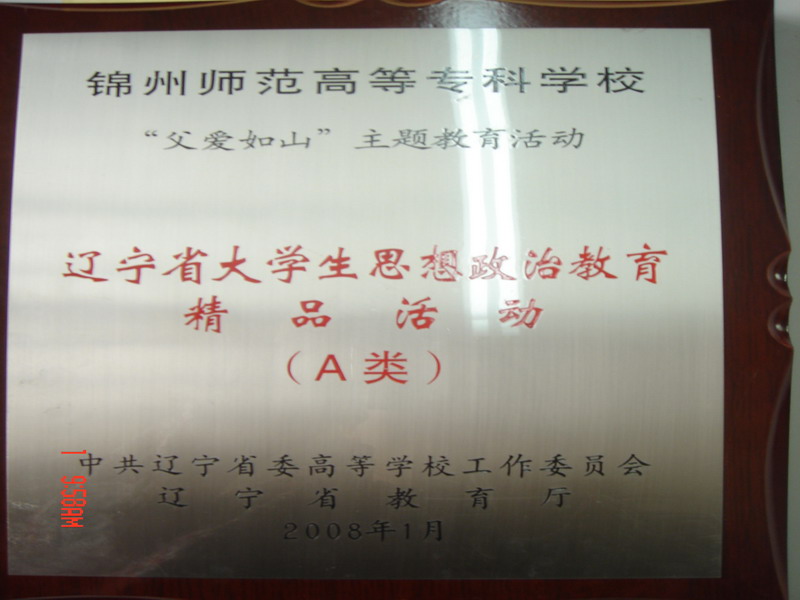 锦州师范高等专科学校
“父爱如山”主题教育活动
辽宁省大学生思想政治教育
精品活动
（A类）
中共辽宁省委高等学校工作委员会
辽宁省教育厅
2008年1月
1 9:58AM